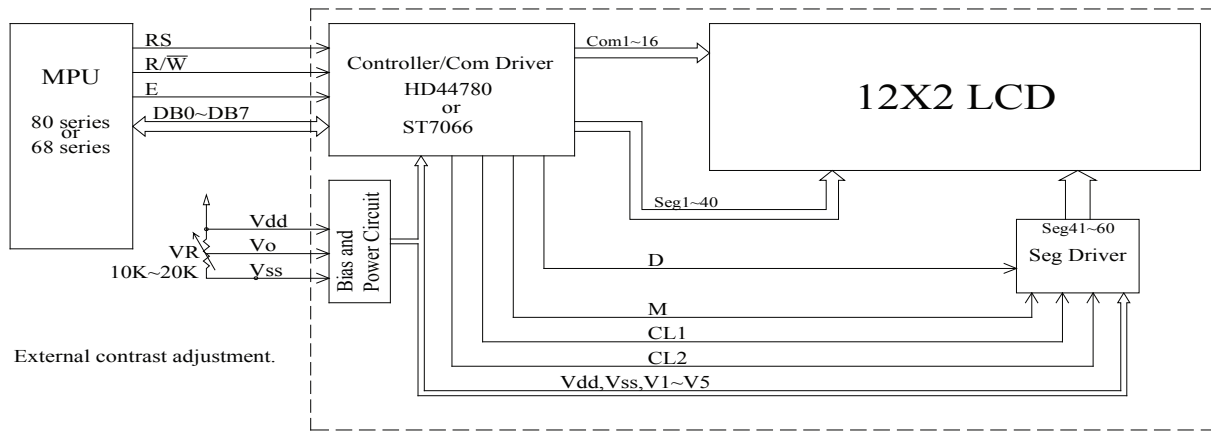 MPU
80 series
or
68 series
RS
R/W̅
E
DB0~DB7
Controller/Com Driver
HD44780
or
ST7066
Com1~16
12X2 LCD
Seg1~40
Seg41~60
Seg Driver
Vdd
Vo
Vss
VR
10K~20K
Bias and
Power Circuit
D
M
CL1
CL2
Vdd,Vss,V1~V5
External contrast adjustment.